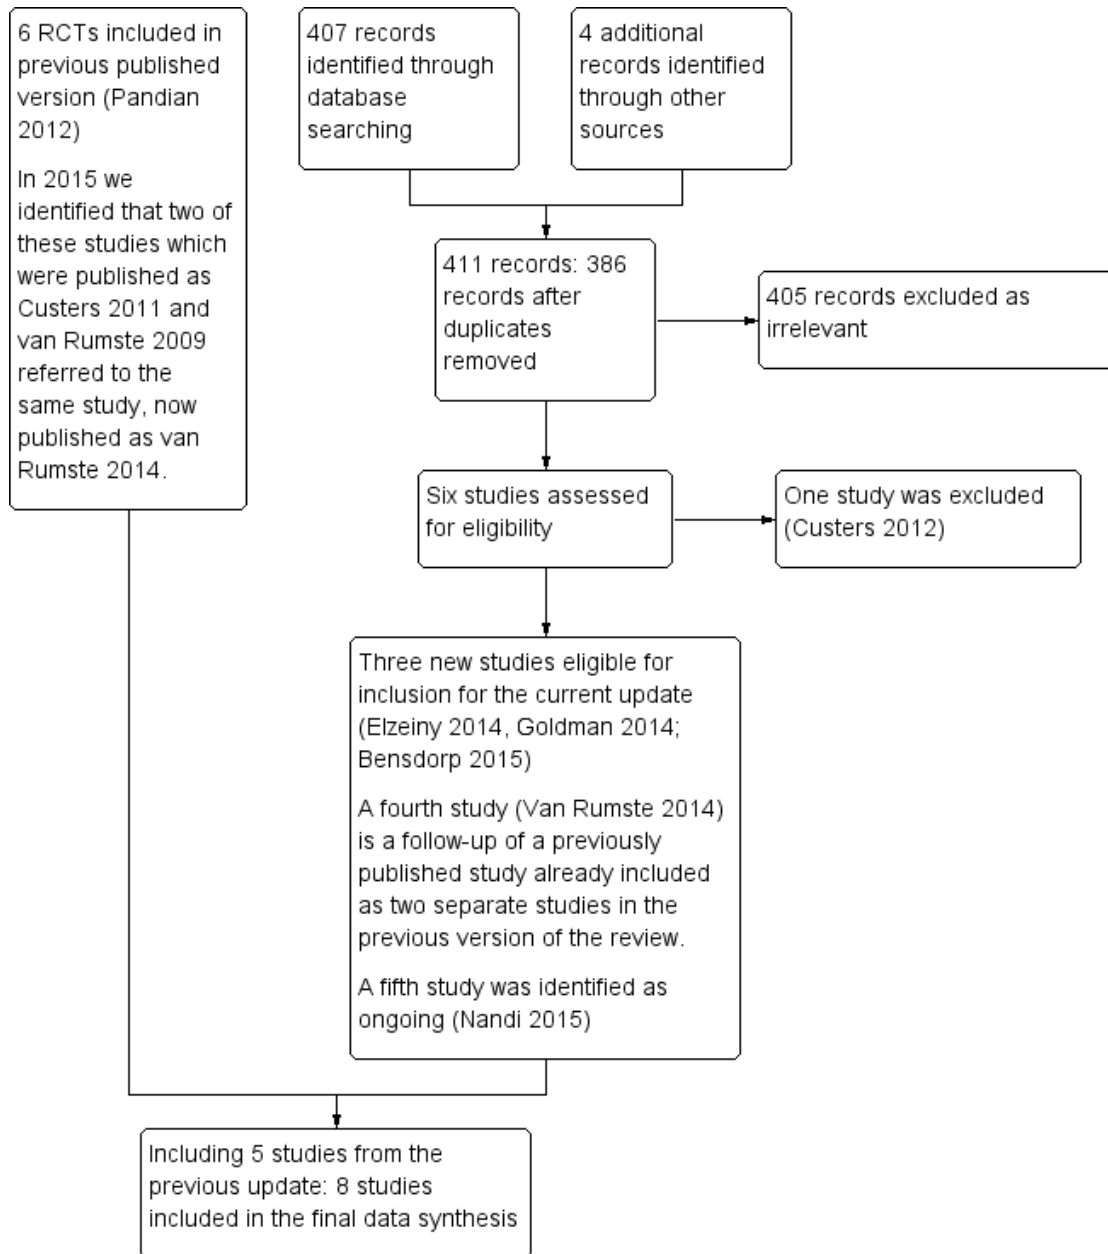 6 RCTs included in
previous published
version (Pandian
2012)
In 2015 we
identified that two of
these studies which
were published as
Custers 2011 and
van Rumste 2009
referred to the
same study, now
published as van
Rumste 2014.
407 records
identified through
database
searching
4 additional
records identified
through other
sources
411 records: 386
records after
duplicates
removed
405 records excluded as
irrelevant
Six studies assessed
for eligibility
One study was excluded
(Custers 2012)
Three new studies eligible for
inclusion for the current update
(Elzeiny 2014, Goldman 2014;
Bensdorp 2015)
A fourth study (Van Rumste 2014)
is a follow-up of a previously
published study already included
as two separate studies in the
previous version of the review.
A fifth study was identified as
ongoing (Nandi 2015)
Including 5 studies from the
previous update: 8 studies
included in the final data synthesis